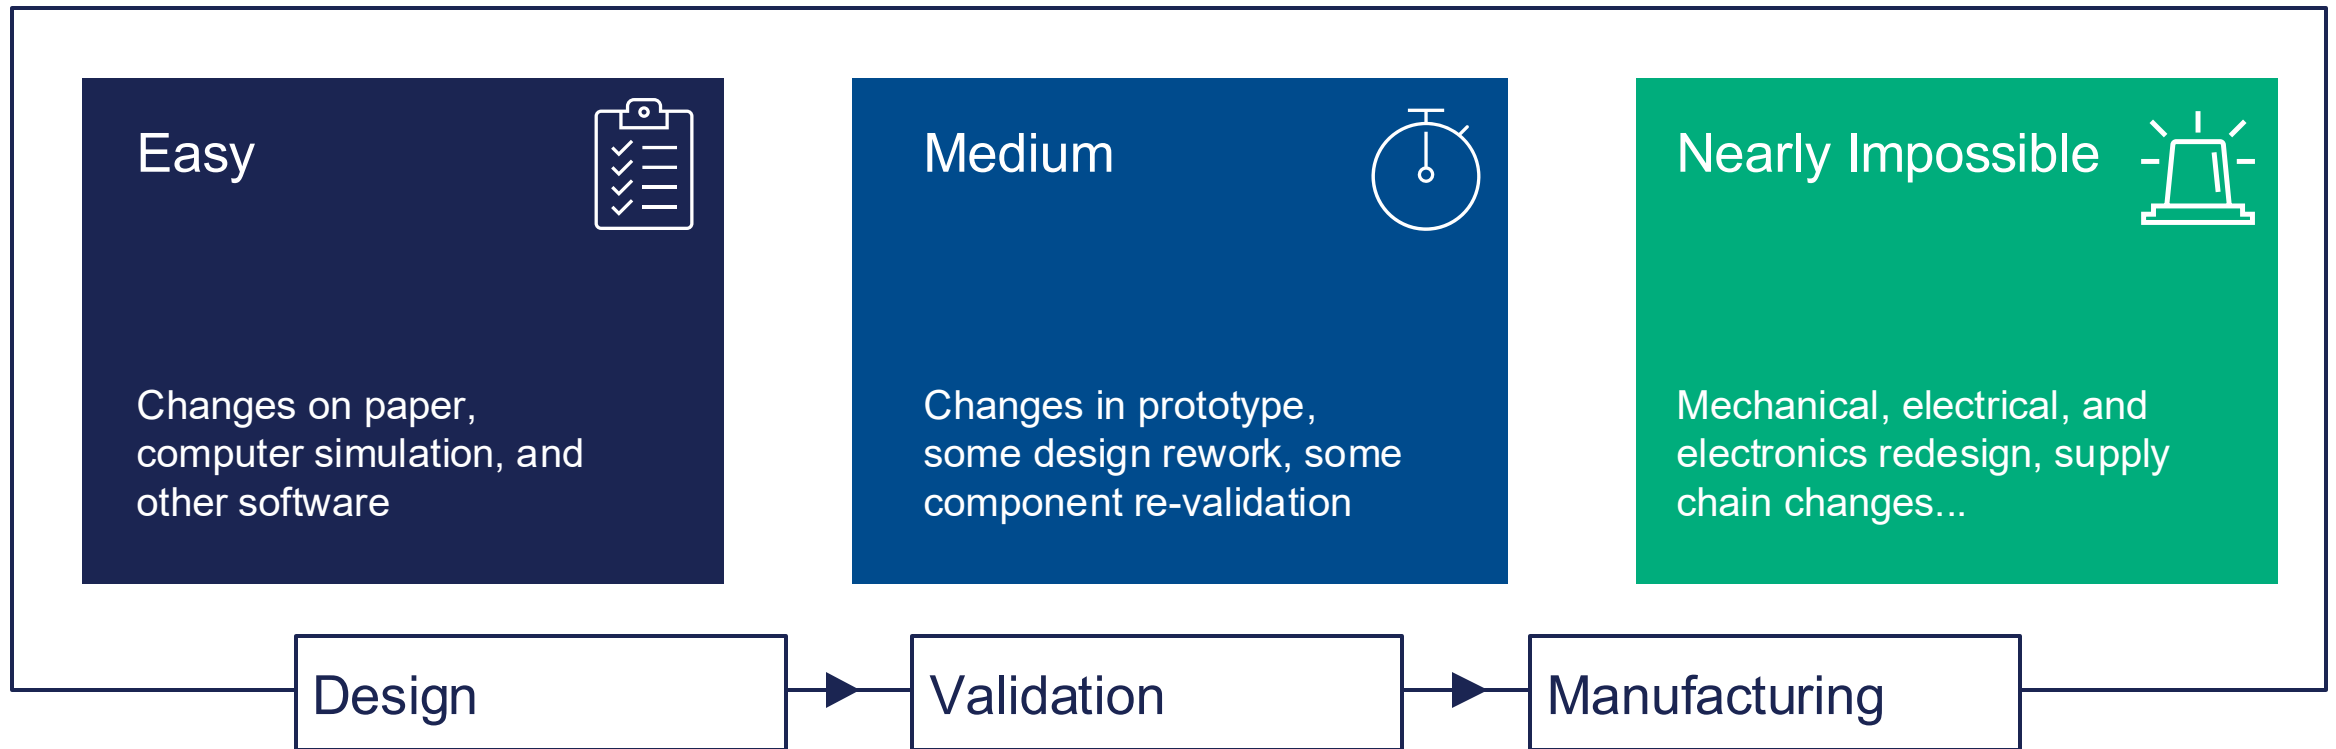 Easy
Changes on paper,
computer simulation, and
other software
Medium
Changes in prototype,
some design rework, some
component re-validation
Nearly Impossible
Mechanical, electrical, and
electronics redesign, supply
chain changes...
Design
Validation
Manufacturing